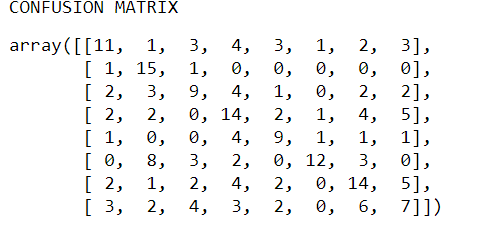 CONFUSION MATRIX
array([[11, 1, 3, 4, 3, 1, 2, 3],
[ 1, 15, 1, 0, 0, 0, 0, 0],
[ 2, 3, 9, 4, 1, 0, 2, 2],
[ 2, 2, 0, 14, 2, 1, 4, 5],
[ 1, 0, 0, 4, 9, 1, 1, 1],
[ 0, 8, 3, 2, 0, 12, 3, 0],
[ 2, 1, 2, 4, 2, 0, 14, 5],
[ 3, 2, 4, 3, 2, 0, 6, 7]])